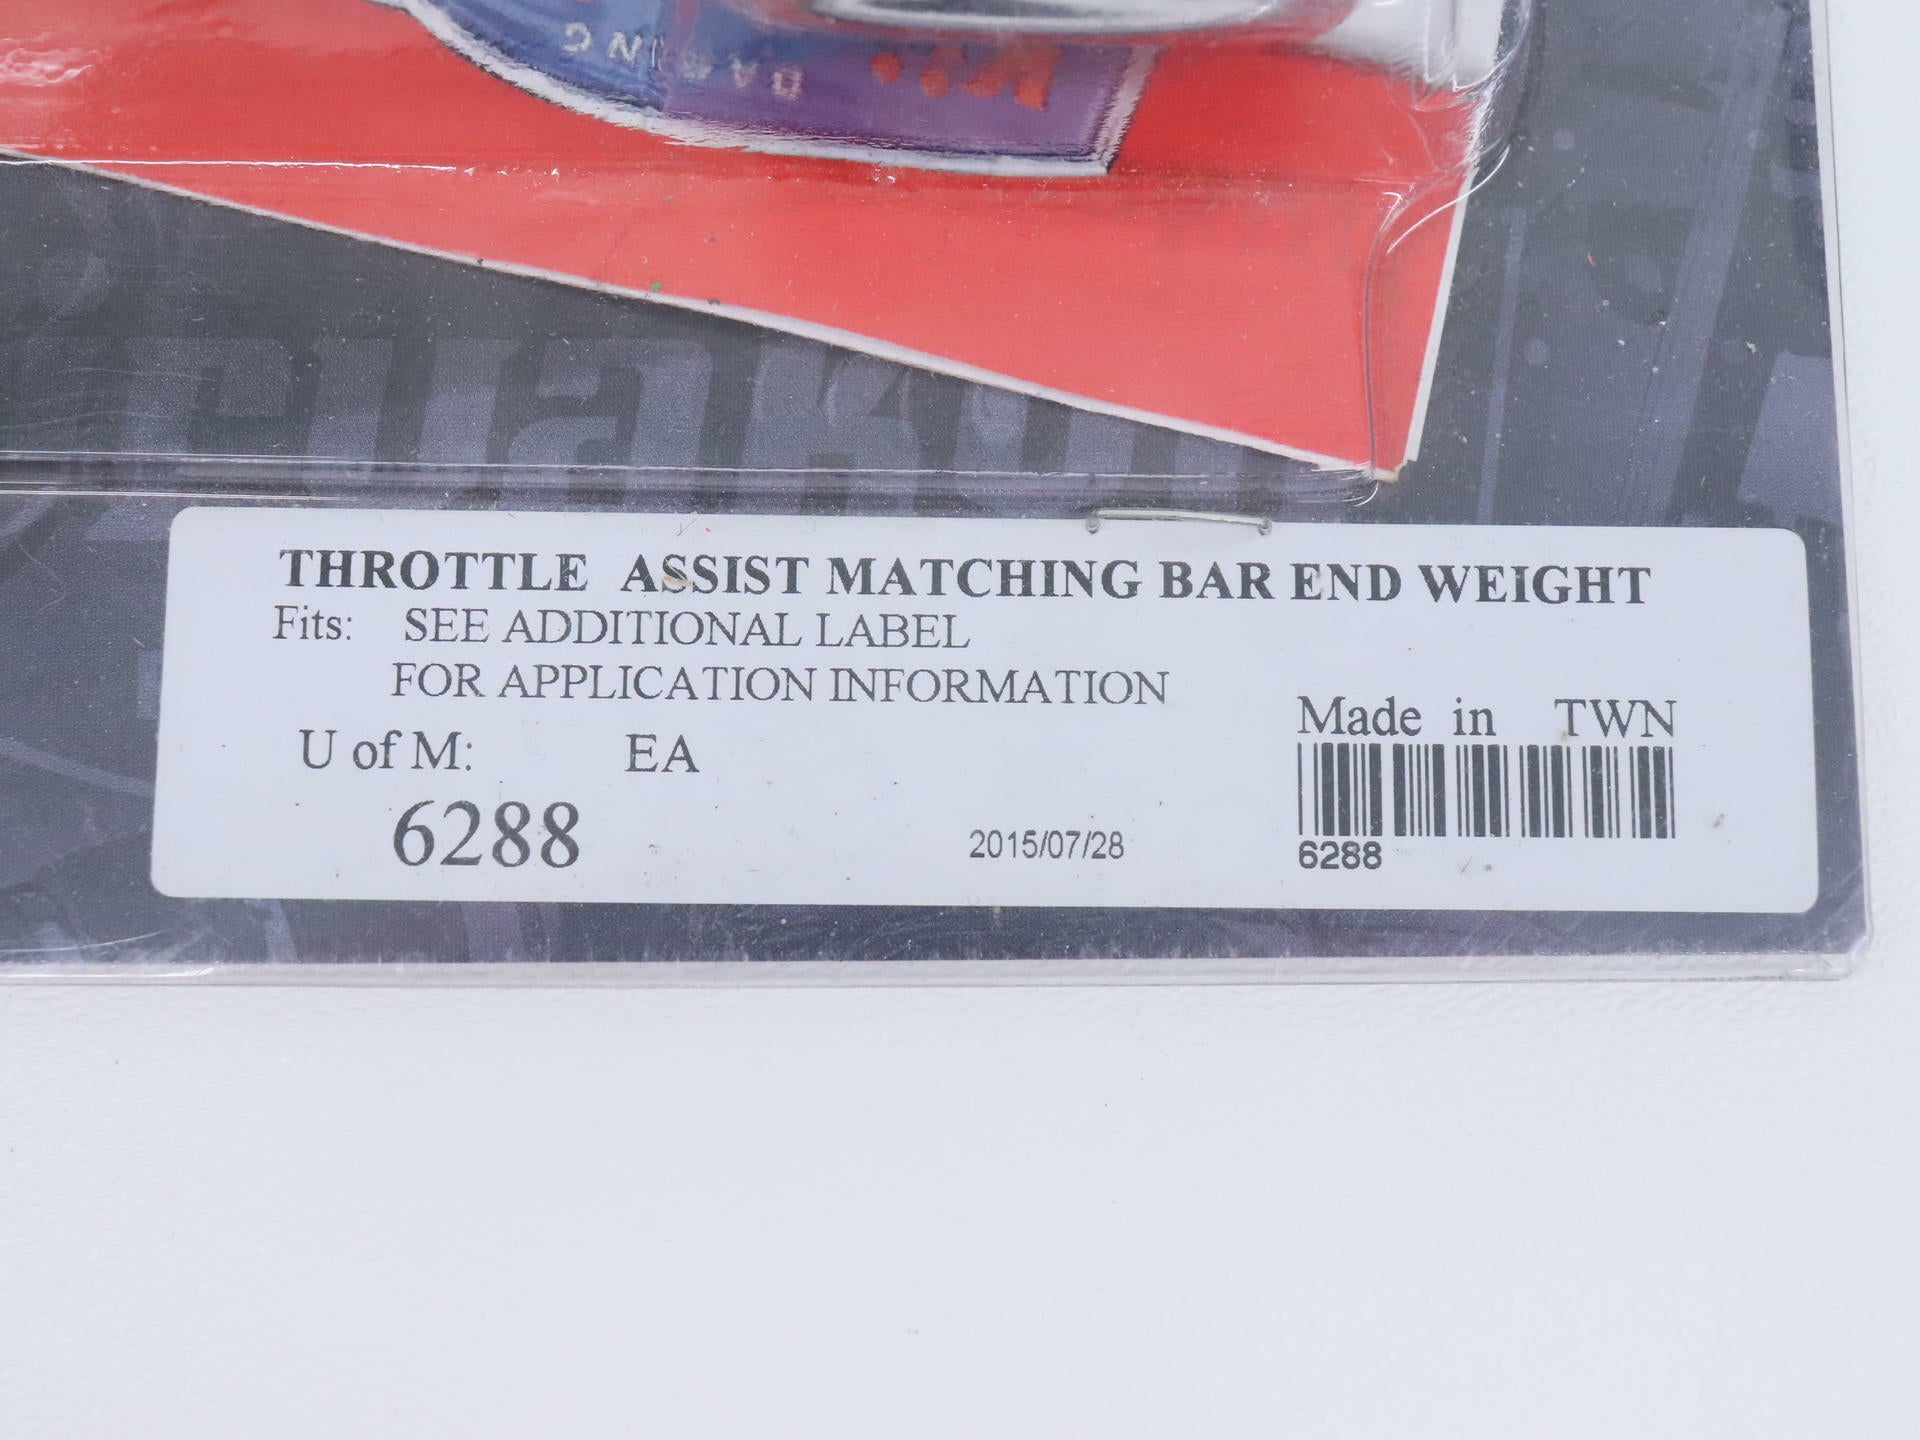 THROTTLE ASSIST MATCHING BAR END WEIGHT
Fits: SEE ADDITIONAL LABEL
FOR APPLICATION INFORMATION
Made in TWN
U of M: EA
6288
2015/07/28
6288